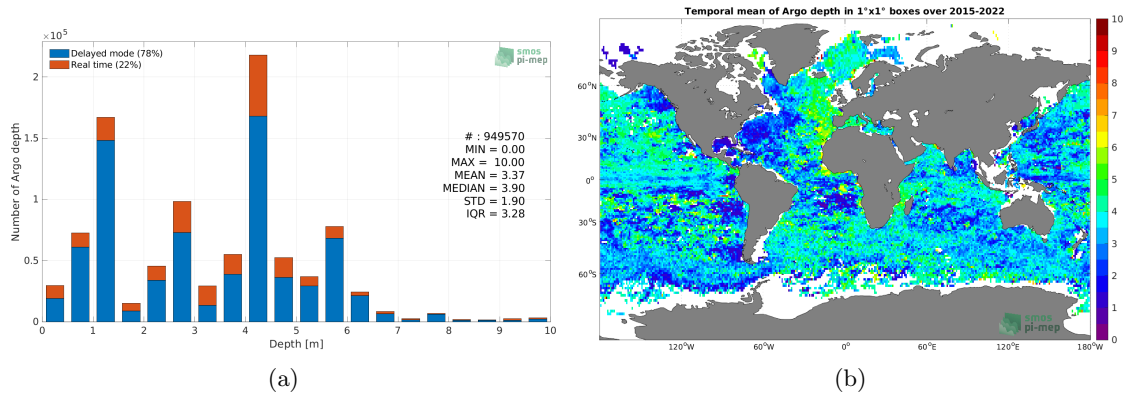 ×10⁵
Delayed mode (78%)
Real time (22%)
smos
pi-mep
2
1.5
1
0.5
0
Number of Argo depth
# : 949570
MIN = 0.00
MAX = 10.00
MEAN = 3.37
MEDIAN = 3.90
STD = 1.90
IQR = 3.28
0 1 2 3 4 5 6 7 8 9 10
Depth [m]
(a)
Temporal mean of Argo depth in 1°x1° boxes over 2015-2022
60°N
30°N
0°
30°S
60°S
120°W 60°W 0° 60°E 120°E 180°W
smos
pi-mep
10
9
8
7
6
5
4
3
2
1
0
(b)